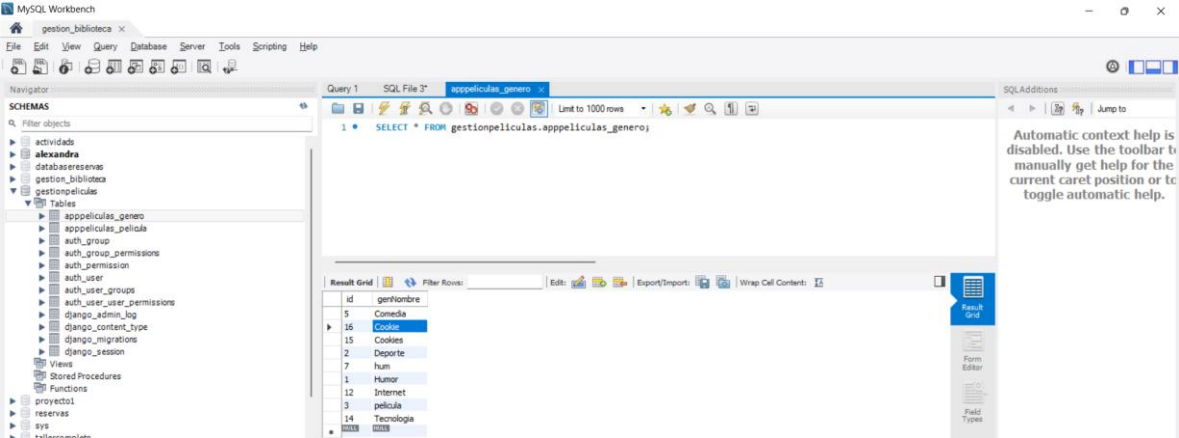 MySQL Workbench
gestion_biblioteca ×
File Edit View Query Database Server Tools Scripting Help
Navigator
SCHEMAS
Filter objects
actividads
alexandra
databasereservas
gestion_biblioteca
gestionpeliculas
Tables
apppeliculas_genero
apppeliculas_pelicula
auth_group
auth_group_permissions
auth_permission
auth_user
auth_user_groups
auth_user_user_permissions
django_admin_log
django_content_type
django_migrations
django_session
Views
Stored Procedures
Functions
proyecto1
reservas
sys
tallercompleto
Query 1 SQL File 3* apppeliculas_genero ×
Limit to 1000 rows
1 SELECT * FROM gestionpeliculas.apppeliculas_genero;
Result Grid Filter Rows: Edit: Export/Import: Wrap Cell Content:
id genNombre
5 Comedia
16 Cookie
15 Cookies
2 Deporte
7 hum
1 Humor
12 Internet
3 pelicula
14 Tecnologia
NULL NULL
Result
Grid
Form
Editor
Field
Types
SQLAdditions
Jump to
Automatic context help is
disabled. Use the toolbar to
manually get help for the
current caret position or to
toggle automatic help.